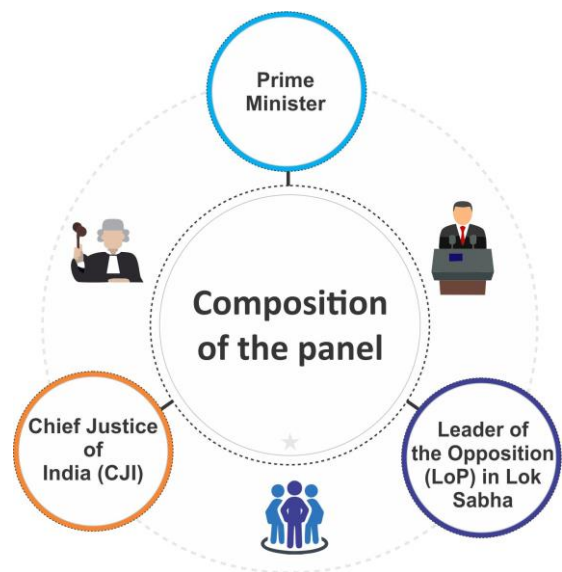 Prime
Minister
Composition
of the panel
Chief Justice
of
India (CJI)
Leader of
the Opposition
(LoP) in Lok
Sabha